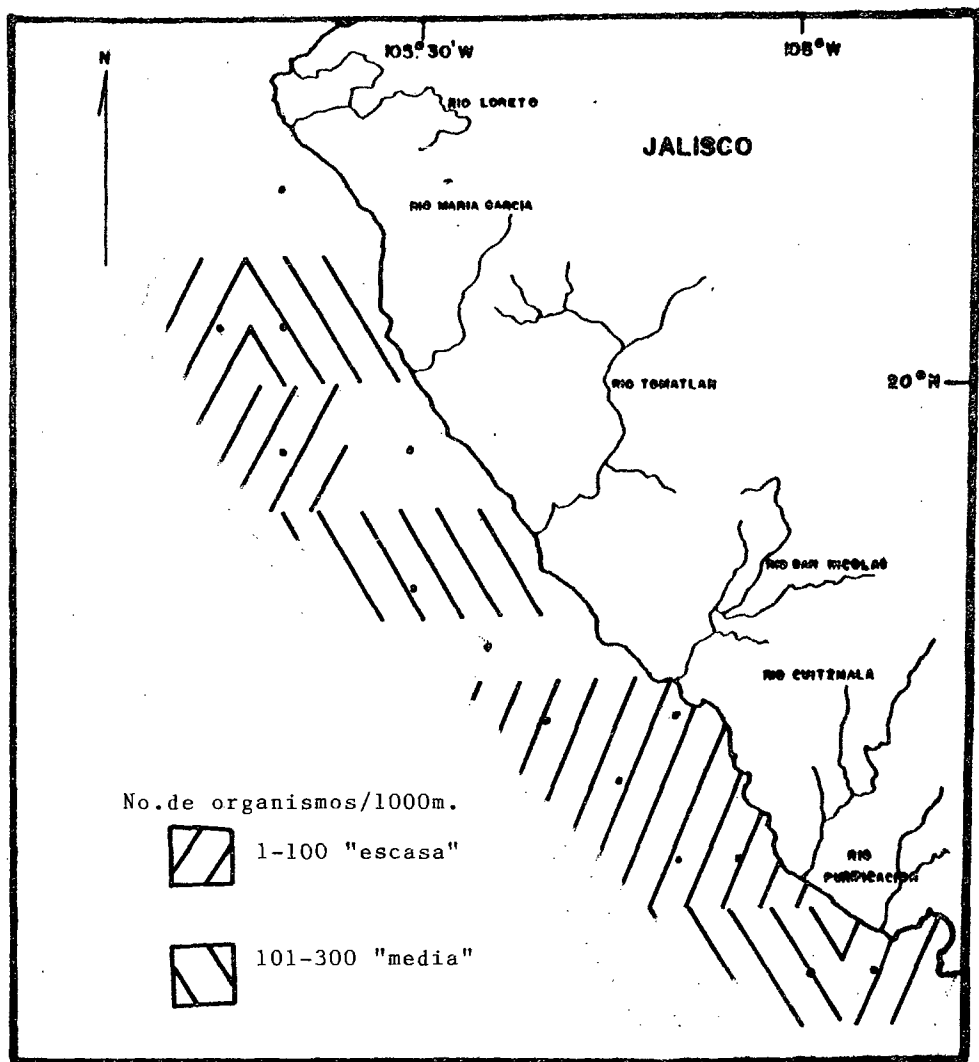 N
105°30'W
105°W
RIO LORETO
JALISCO
RIO MARIA GARCIA
RIO TOMATLAN
20°N
RIO SAN NICOLAS
RIO CUITZMALA
RIO
PURIFICACION
No.de organismos/1000m.
1-100 "escasa"
101-300 "media"